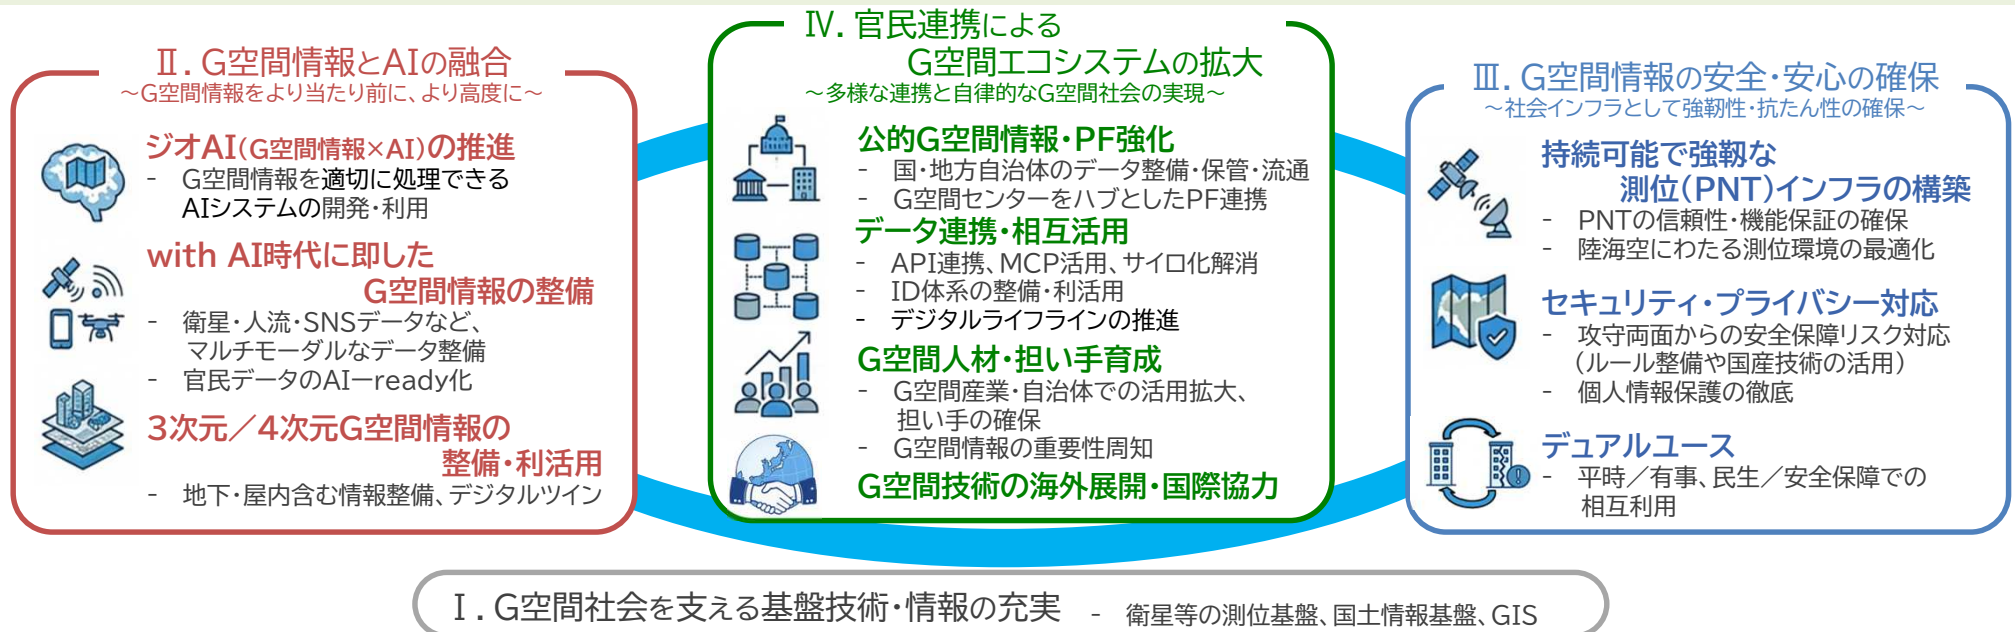 Ⅱ. G空間情報とAIの融合
～G空間情報をより当たり前に、より高度に～
ジオAI(G空間情報×AI)の推進
- G空間情報を適切に処理できる
AIシステムの開発・利用
with AI時代に即した
G空間情報の整備
- 衛星・人流・SNSデータなど、
マルチモーダルなデータ整備
- 官民データのAIーready化
3次元／4次元G空間情報の
整備・利活用
- 地下・屋内含む情報整備、デジタルツイン
Ⅳ. 官民連携による
G空間エコシステムの拡大
～多様な連携と自律的なG空間社会の実現～
公的G空間情報・PF強化
- 国・地方自治体のデータ整備・保管・流通
- G空間センターをハブとしたPF連携
データ連携・相互活用
- API連携、MCP活用、サイロ化解消
- ID体系の整備・利活用
- デジタルライフラインの推進
G空間人材・担い手育成
- G空間産業・自治体での活用拡大、
担い手の確保
- G空間情報の重要性周知
G空間技術の海外展開・国際協力
Ⅲ. G空間情報の安全・安心の確保
～社会インフラとして強靭性・抗たん性の確保～
持続可能で強靭な
測位(PNT)インフラの構築
- PNTの信頼性・機能保証の確保
- 陸海空にわたる測位環境の最適化
セキュリティ・プライバシー対応
- 攻守両面からの安全保障リスク対応
（ルール整備や国産技術の活用）
- 個人情報保護の徹底
デュアルユース
- 平時／有事、民生／安全保障での
相互利用
Ⅰ. G空間社会を支える基盤技術・情報の充実 - 衛星等の測位基盤、国土情報基盤、GIS